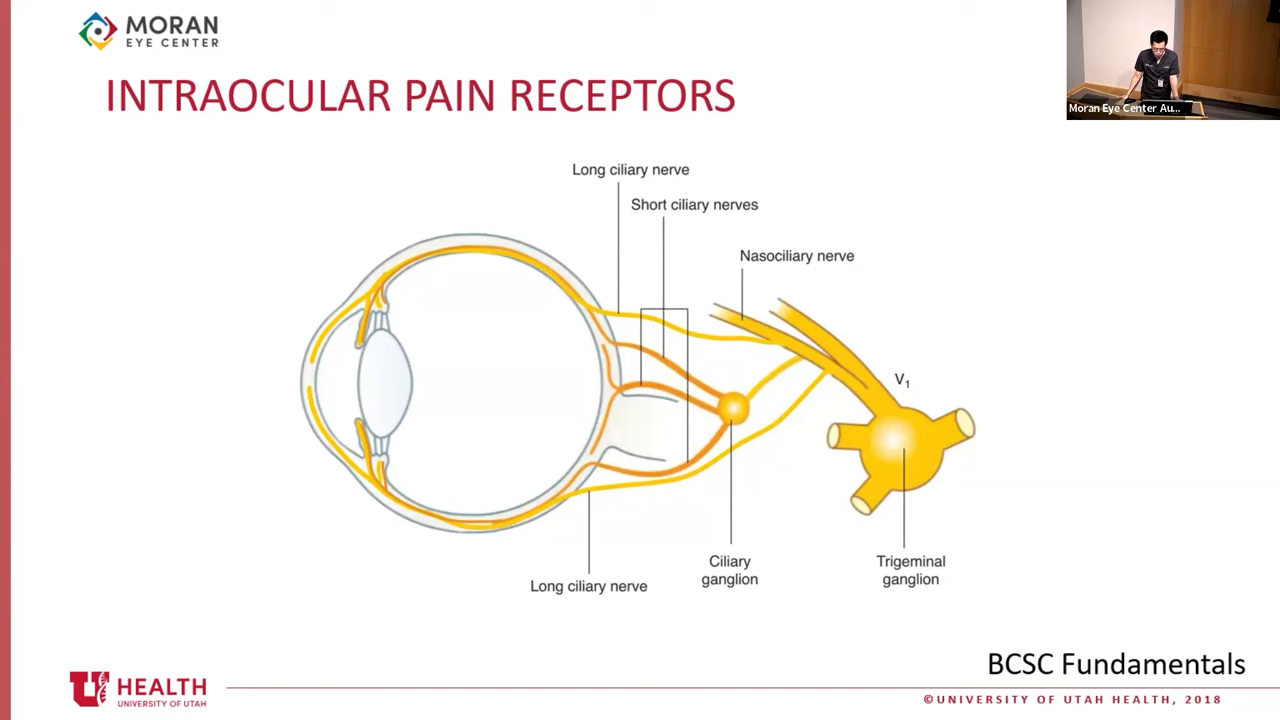 MORAN
EYE CENTER
Moran Eye Center Au...
INTRAOCULAR PAIN RECEPTORS
Long ciliary nerve
Short ciliary nerves
Nasociliary nerve
V₁
Ciliary
ganglion
Trigeminal
ganglion
Long ciliary nerve
BCSC Fundamentals
U HEALTH
UNIVERSITY OF UTAH
©UNIVERSITY OF UTAH HEALTH, 2018